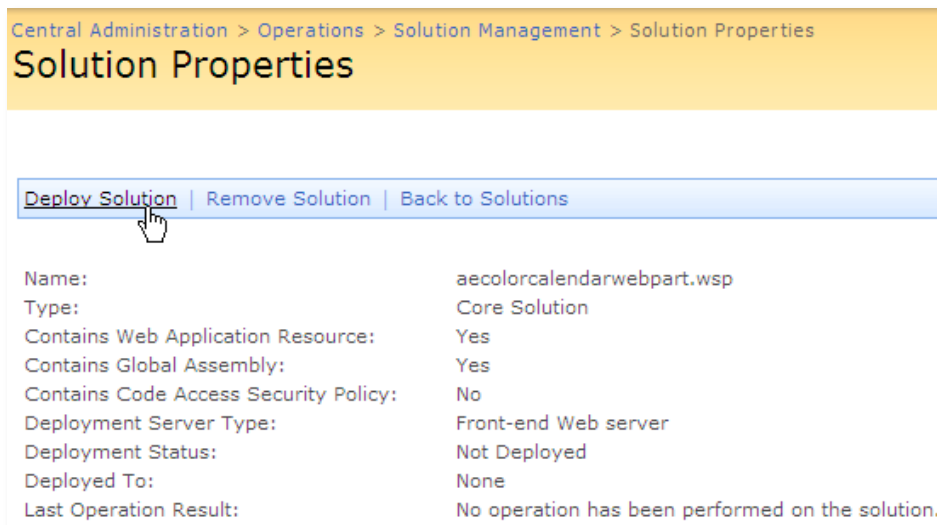 Central Administration > Operations > Solution Management > Solution Properties
Solution Properties
Deploy Solution | Remove Solution | Back to Solutions
Name: aecolorcalendarwebpart.wsp
Type: Core Solution
Contains Web Application Resource: Yes
Contains Global Assembly: Yes
Contains Code Access Security Policy: No
Deployment Server Type: Front-end Web server
Deployment Status: Not Deployed
Deployed To: None
Last Operation Result: No operation has been performed on the solution.